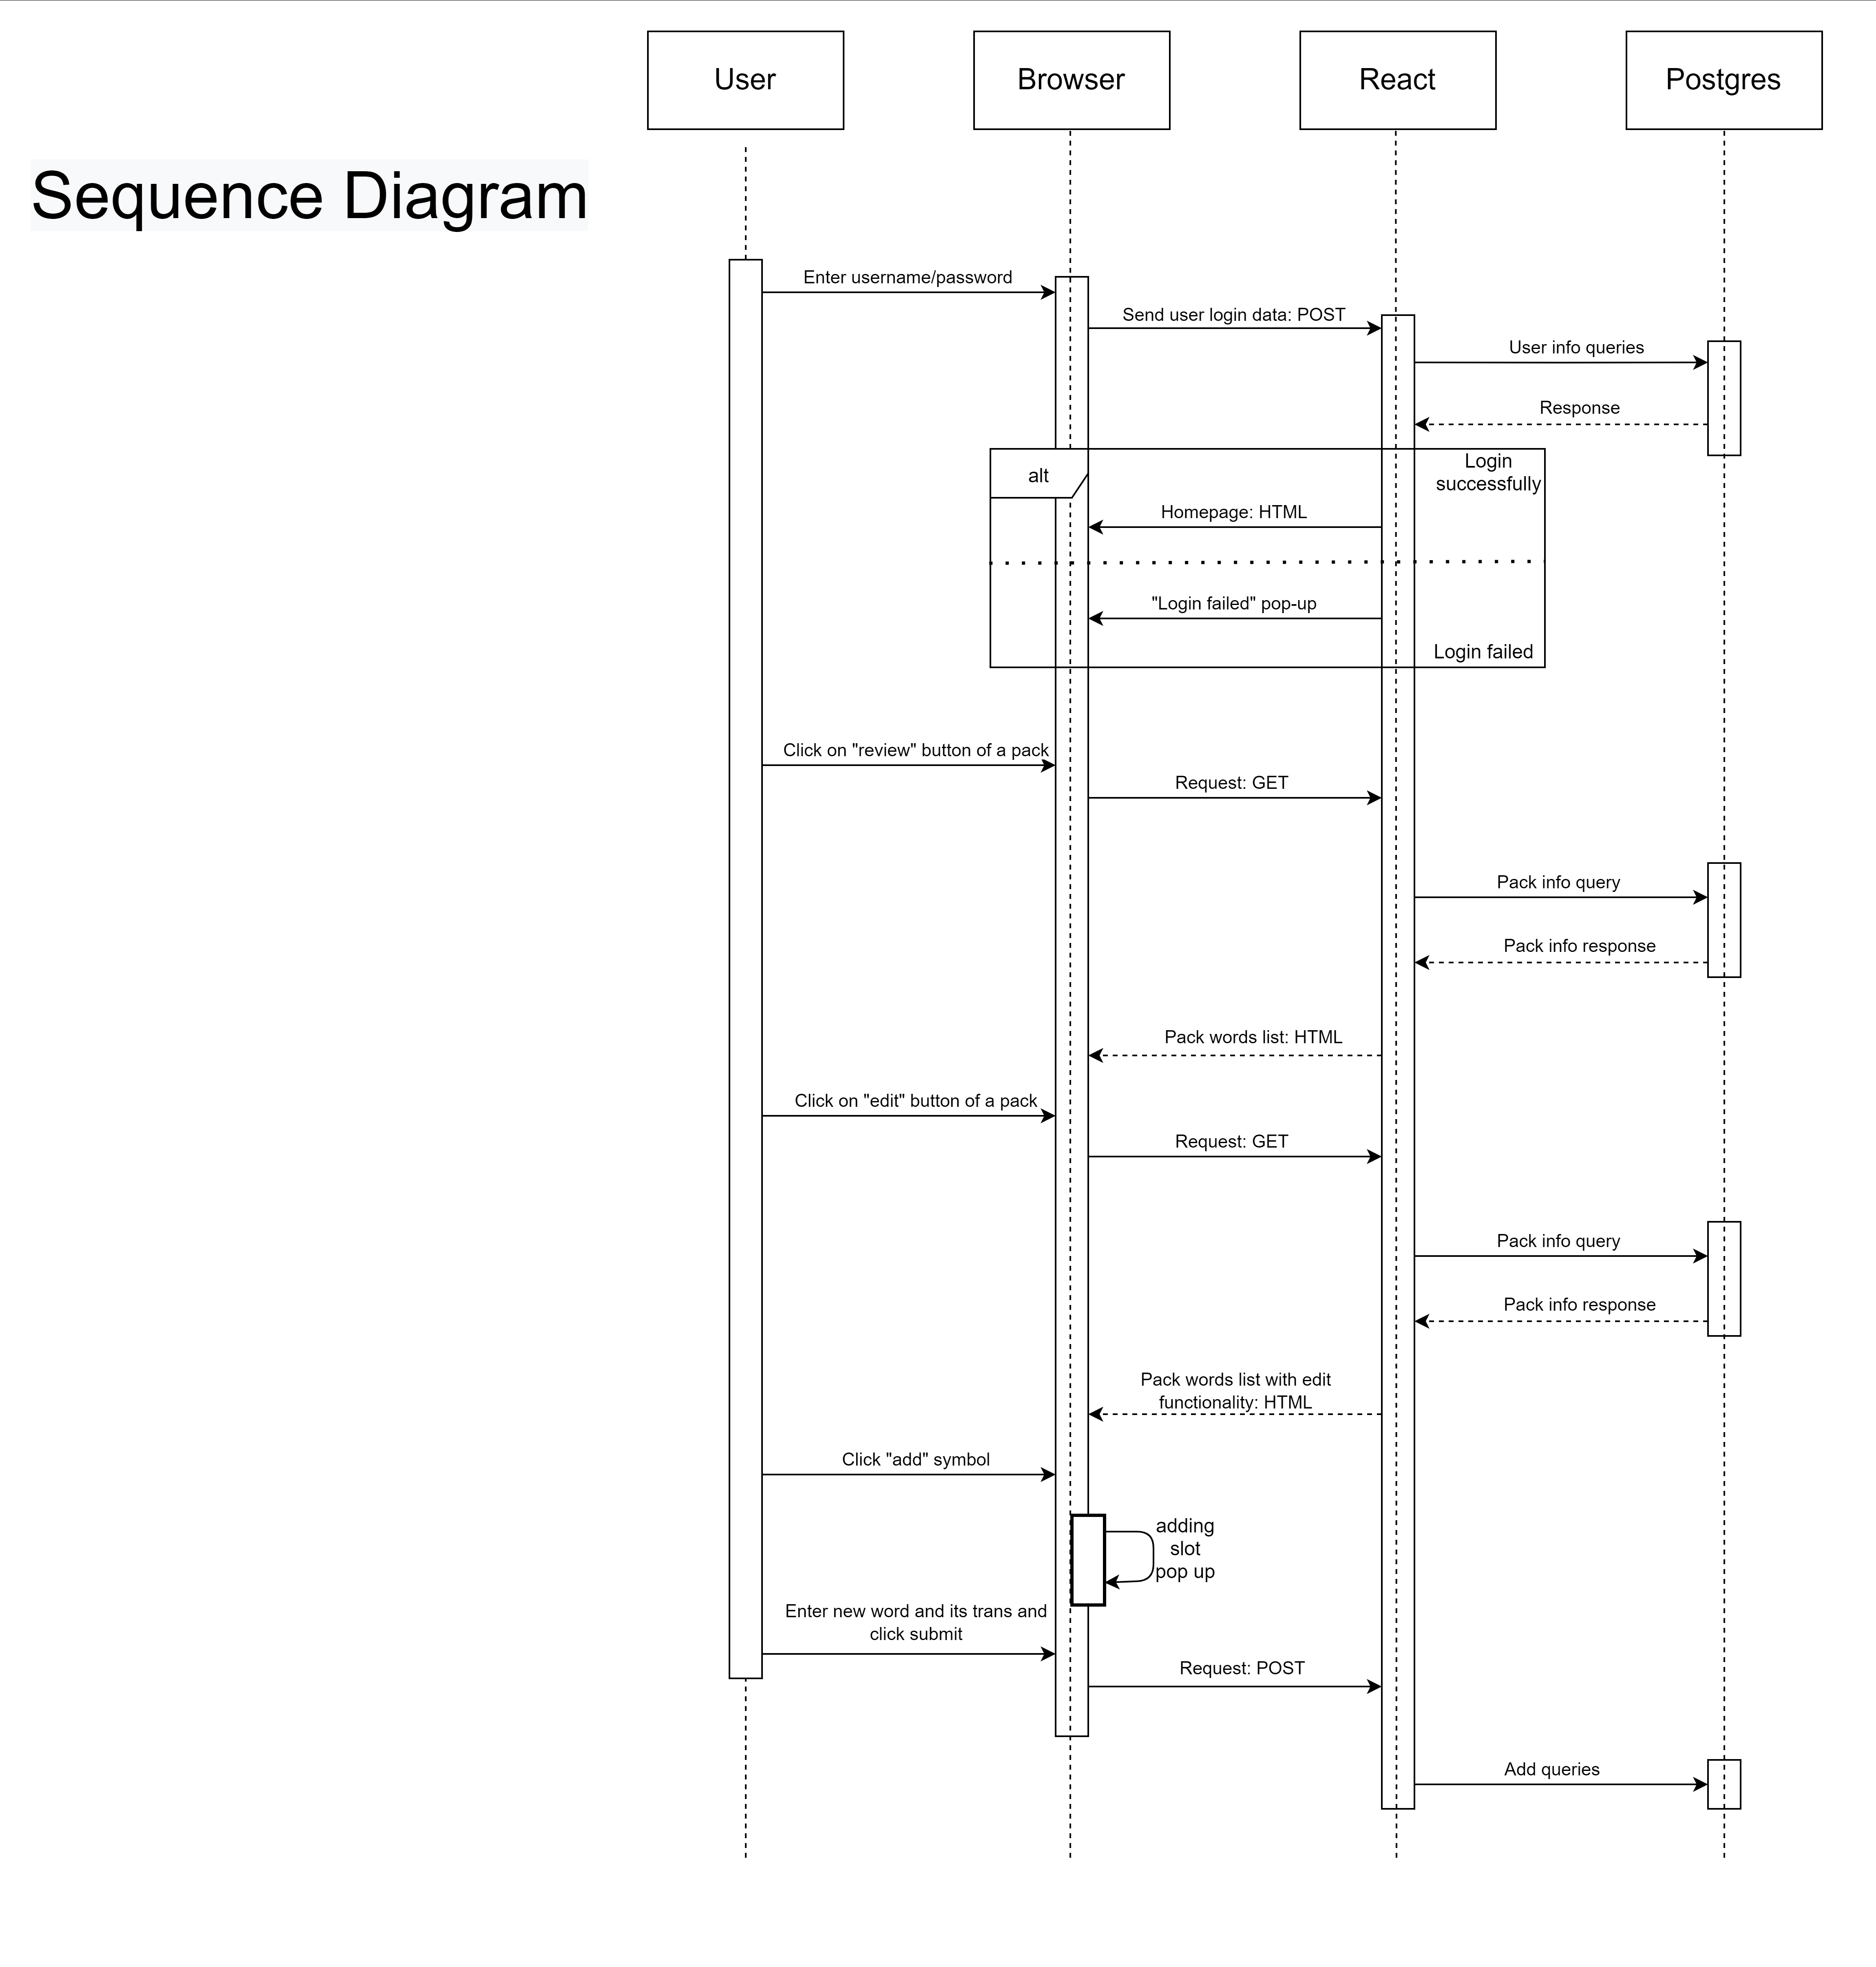 User
Browser
React
Postgres
Sequence Diagram
Enter username/password
Send user login data: POST
User info queries
Response
alt
Login
successfully
Homepage: HTML
"Login failed" pop-up
Login failed
Click on "review" button of a pack
Request: GET
Pack info query
Pack info response
Pack words list: HTML
Click on "edit" button of a pack
Request: GET
Pack info query
Pack info response
Pack words list with edit
functionality: HTML
Click "add" symbol
adding
slot
pop up
Enter new word and its trans and
click submit
Request: POST
Add queries